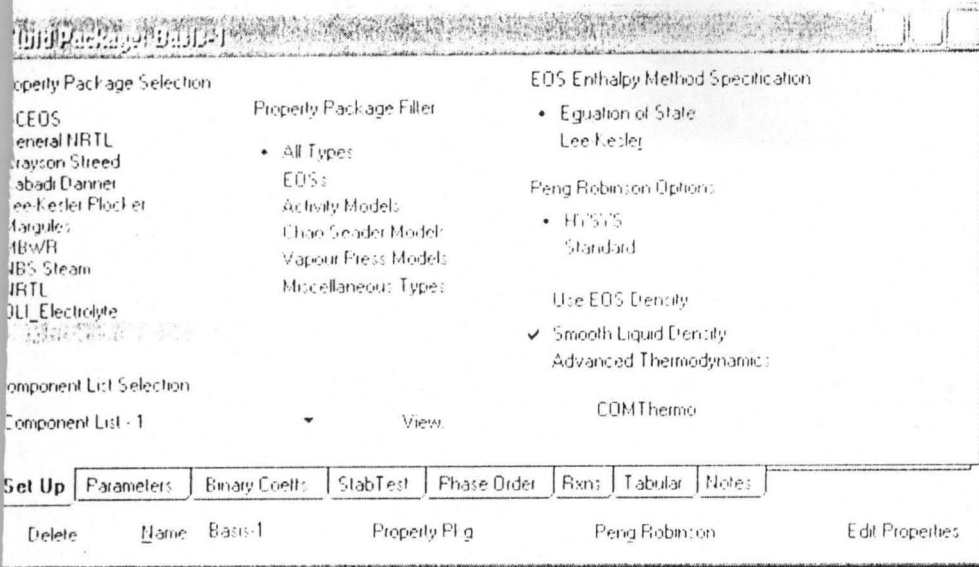 Package: Basis-1
Property Package Selection
CEOS
General NRTL
Grayson Streed
Kabadi Danner
Lee-Kesler Plocker
Margules
MBWR
NBS Steam
NRTL
OLI_Electrolyte
Component List Selection
Component List - 1
View.
Property Package Filter
• All Types
EOSs
Activity Models
Chao Seader Models
Vapour Press Models
Miscellaneous Types
EOS Enthalpy Method Specification
• Equation of State
Lee-Kesler
Peng Robinson Options
• HYSYS
Standard
Use EOS Density
✓ Smooth Liquid Density
Advanced Thermodynamics
COMThermo
Set Up Parameters Binary Coeffs StabTest Phase Order Rxns Tabular Notes
Delete Name Basis-1 Property Pkg Peng Robinson Edit Properties